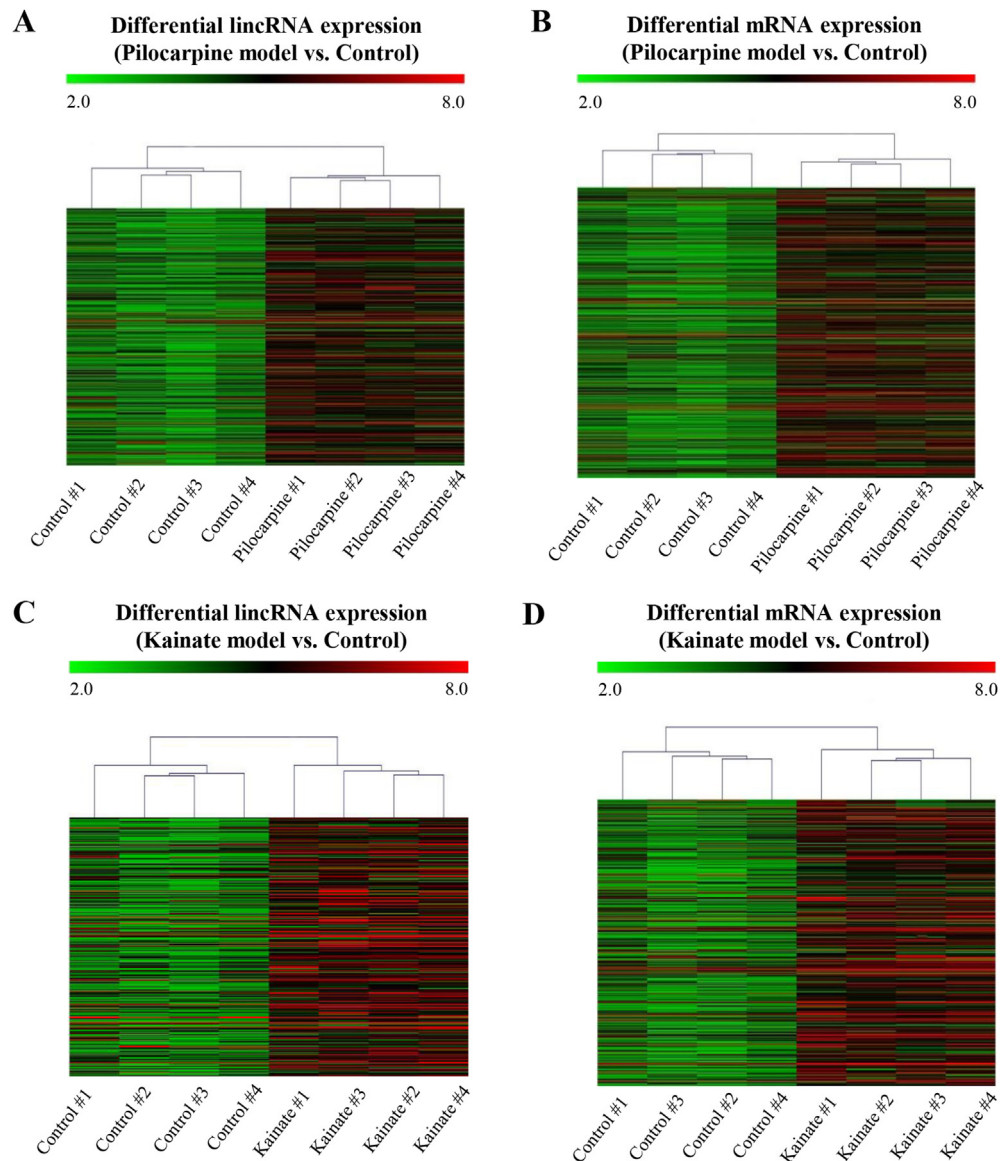 A
Differential lincRNA expression
(Pilocarpine model vs. Control)
2.0 8.0
Control #1 Control #2 Control #3 Control #4 Pilocarpine #1 Pilocarpine #2 Pilocarpine #3 Pilocarpine #4
B
Differential mRNA expression
(Pilocarpine model vs. Control)
2.0 8.0
Control #1 Control #2 Control #3 Control #4 Pilocarpine #1 Pilocarpine #2 Pilocarpine #3 Pilocarpine #4
C
Differential lincRNA expression
(Kainate model vs. Control)
2.0 8.0
Control #1 Control #2 Control #3 Control #4 Kainate #1 Kainate #3 Kainate #2 Kainate #4
D
Differential mRNA expression
(Kainate model vs. Control)
2.0 8.0
Control #1 Control #3 Control #2 Control #4 Kainate #1 Kainate #2 Kainate #3 Kainate #4